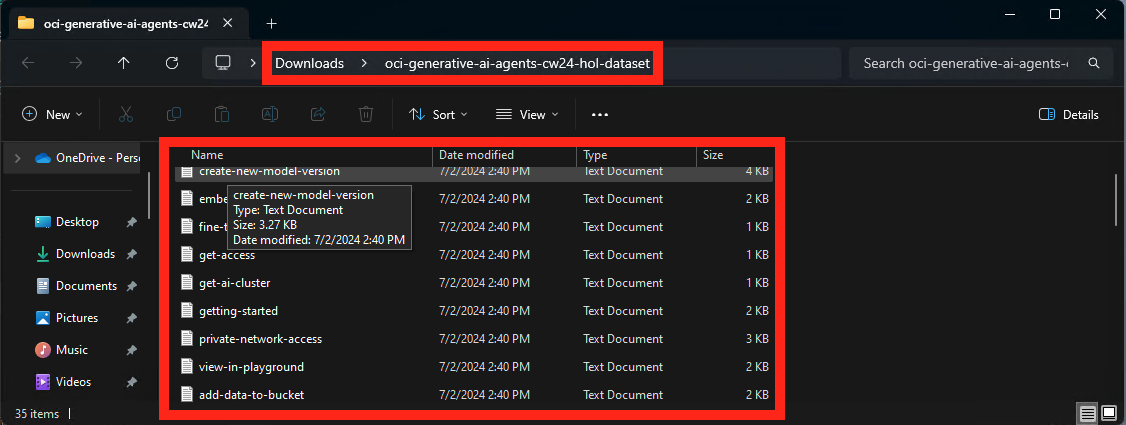 oci-generative-ai-agents-cw24
Downloads > oci-generative-ai-agents-cw24-hol-dataset
Search oci-generative-ai-agents-
New
Sort
View
Details
OneDrive - Perso
Name Date modified Type Size
create-new-model-version 7/2/2024 2:40 PM Text Document 4 KB
embe 7/2/2024 2:40 PM Text Document 2 KB
fine-t 7/2/2024 2:40 PM Text Document 1 KB
create-new-model-version
Type: Text Document
Size: 3.27 KB
Date modified: 7/2/2024 2:40 PM
get-access 7/2/2024 2:40 PM Text Document 1 KB
get-ai-cluster 7/2/2024 2:40 PM Text Document 1 KB
getting-started 7/2/2024 2:40 PM Text Document 2 KB
private-network-access 7/2/2024 2:40 PM Text Document 3 KB
view-in-playground 7/2/2024 2:40 PM Text Document 2 KB
add-data-to-bucket 7/2/2024 2:40 PM Text Document 2 KB
Desktop
Downloads
Documents
Pictures
Music
Videos
35 items